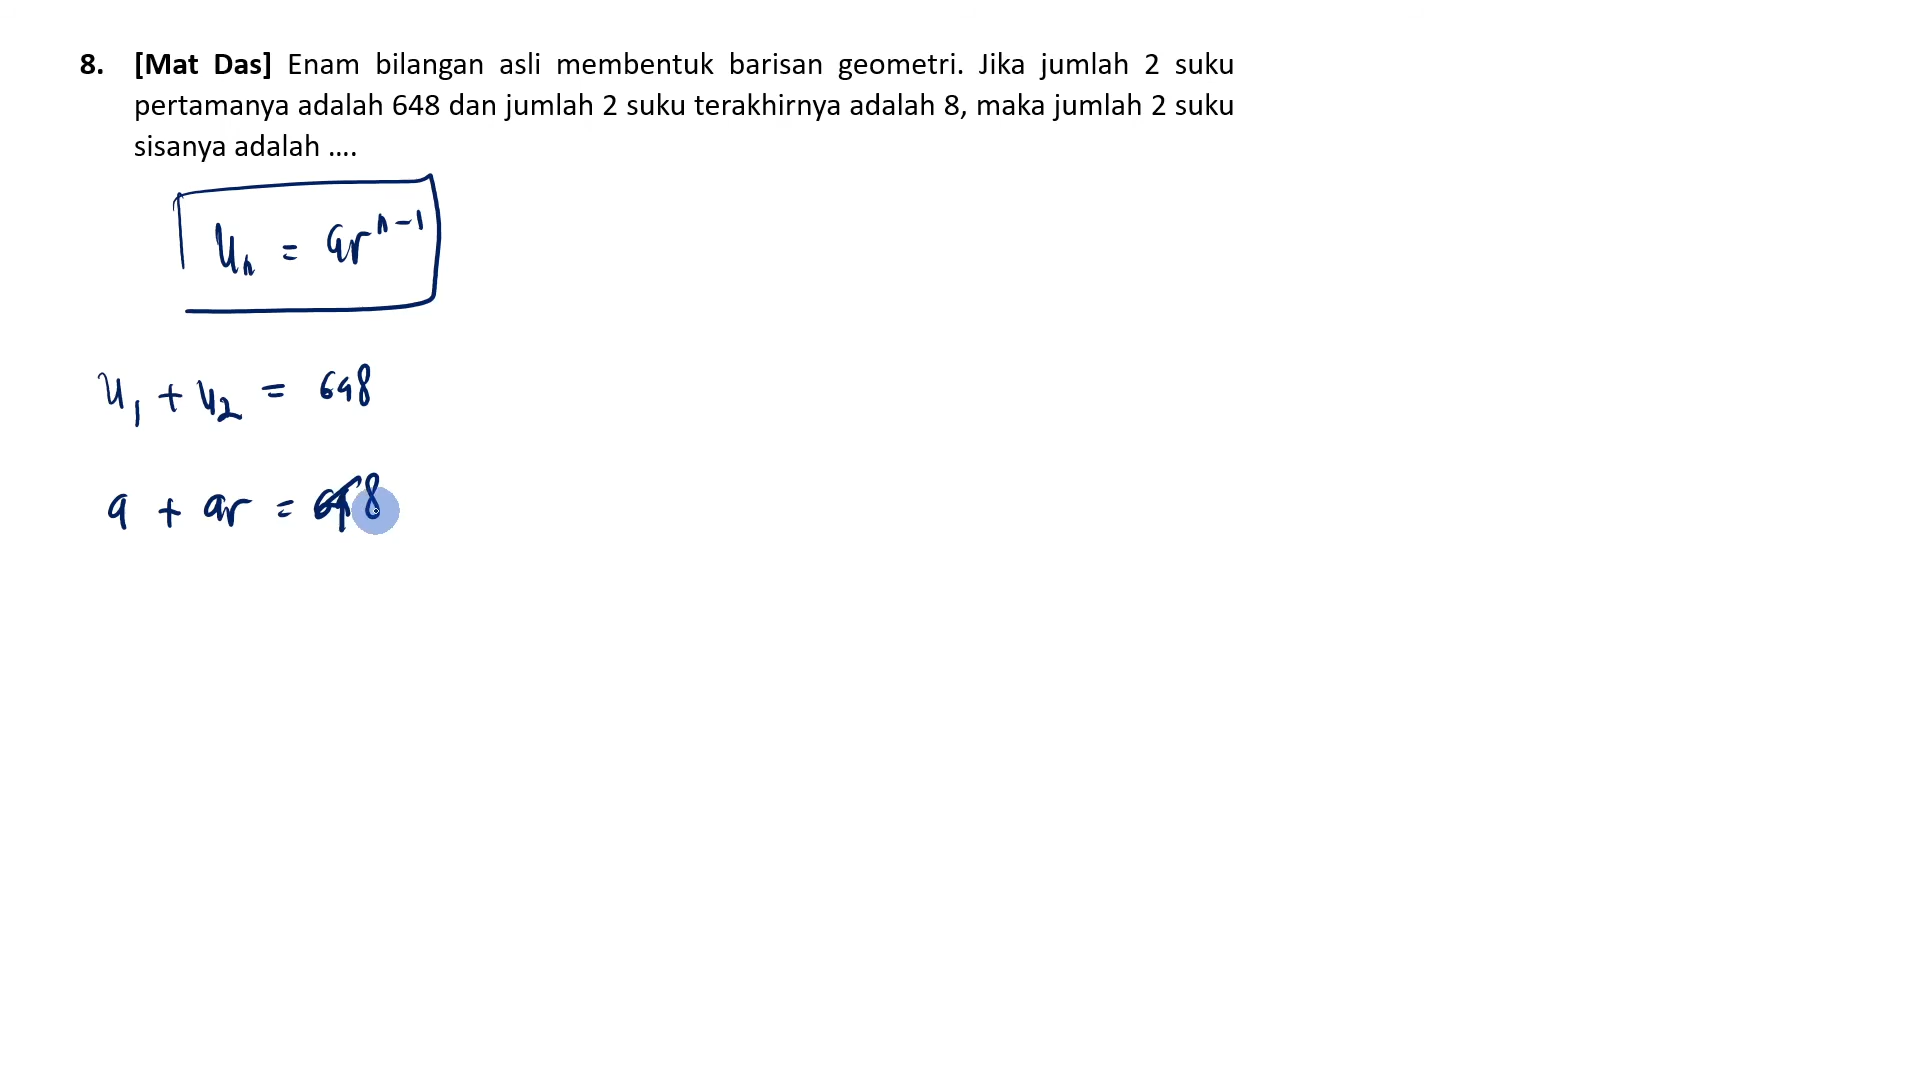 8. [Mat Das] Enam bilangan asli membentuk barisan geometri. Jika jumlah 2 suku
pertamanya adalah 648 dan jumlah 2 suku terakhirnya adalah 8, maka jumlah 2 suku
sisanya adalah ....
Uₙ = arⁿ⁻¹
U₁ + U₂ = 648
a + ar = 648